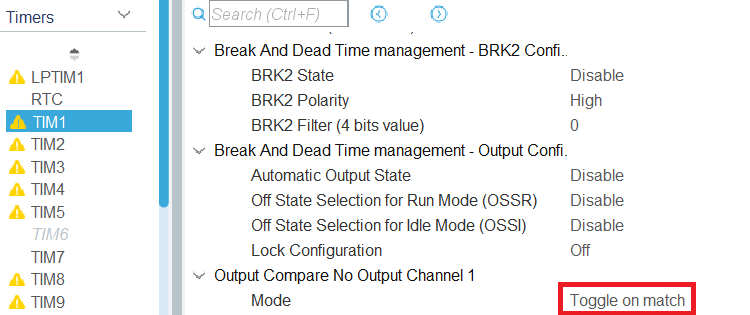 Timers
LPTIM1
RTC
TIM1
TIM2
TIM3
TIM4
TIM5
TIM6
TIM7
TIM8
TIM9
Search (Ctrl+F)
Break And Dead Time management - BRK2 Confi..
BRK2 State Disable
BRK2 Polarity High
BRK2 Filter (4 bits value) 0
Break And Dead Time management - Output Confi..
Automatic Output State Disable
Off State Selection for Run Mode (OSSR) Disable
Off State Selection for Idle Mode (OSSI) Disable
Lock Configuration Off
Output Compare No Output Channel 1
Mode Toggle on match